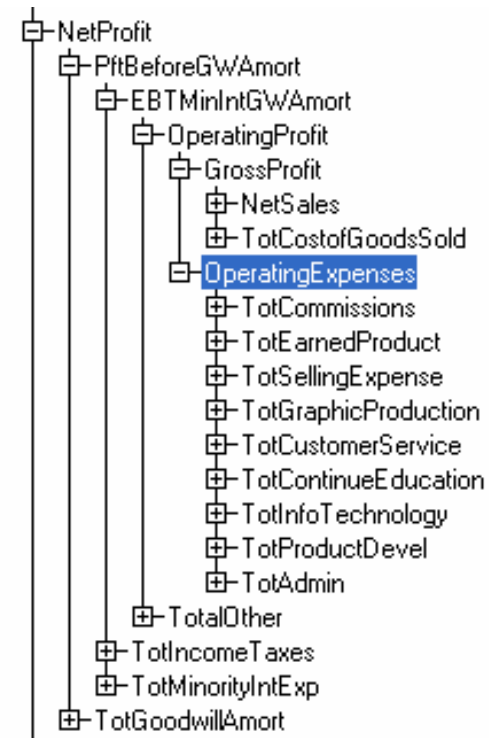 NetProfit
PftBeforeGWAmort
EBTMinIntGWAmort
OperatingProfit
GrossProfit
NetSales
TotCostofGoodsSold
OperatingExpenses
TotCommissions
TotEarnedProduct
TotSellingExpense
TotGraphicProduction
TotCustomerService
TotContinueEducation
TotInfoTechnology
TotProductDevel
TotAdmin
TotalOther
TotIncomeTaxes
TotMinorityIntExp
TotGoodwillAmort